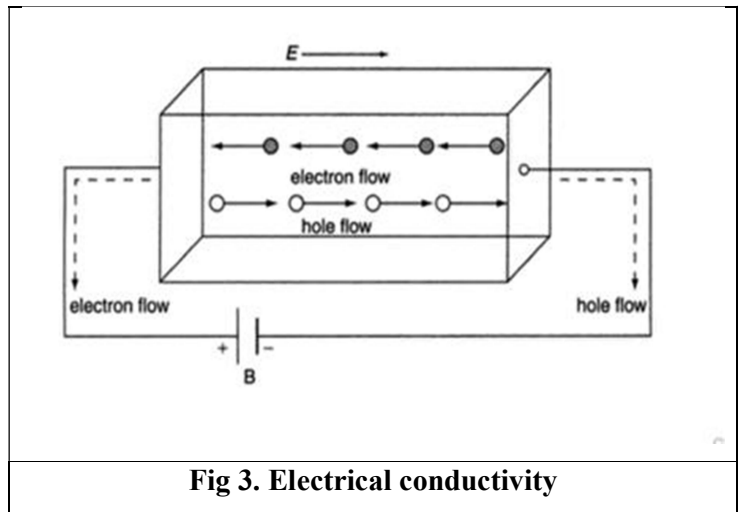 E
electron flow
hole flow
electron flow
hole flow
+
-
B
Fig 3. Electrical conductivity